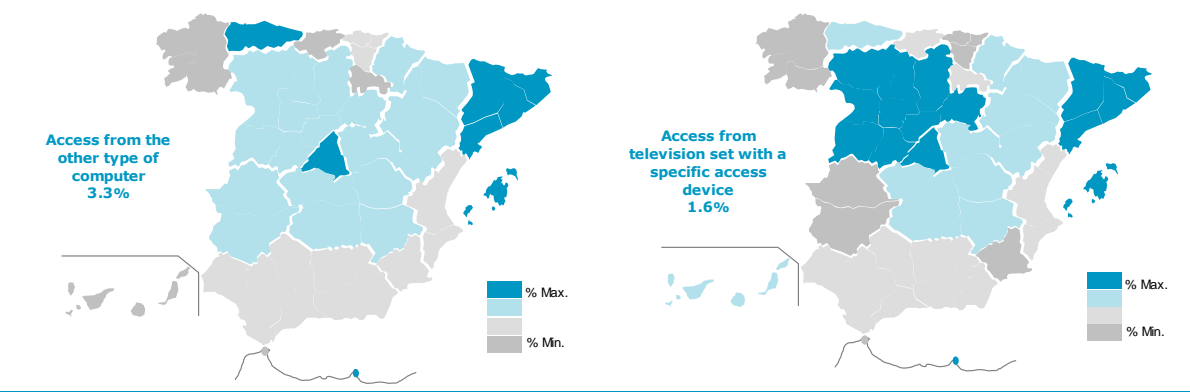 Access from the
other type of
computer
3.3%
% Max.
% Min.
Access from
television set with a
specific access
device
1.6%
% Max.
% Min.